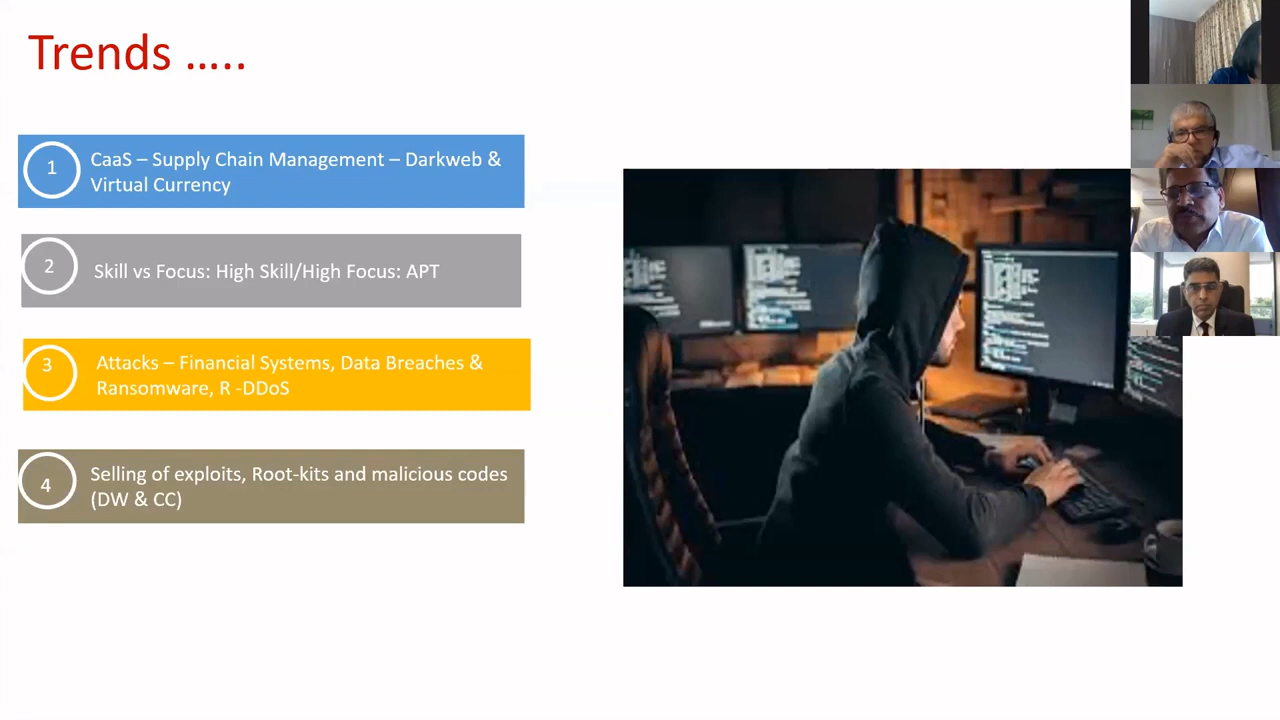 Trends …..
1
CaaS – Supply Chain Management – Darkweb &
Virtual Currency
2
Skill vs Focus: High Skill/High Focus: APT
3
Attacks – Financial Systems, Data Breaches &
Ransomware, R -DDoS
4
Selling of exploits, Root-kits and malicious codes
(DW & CC)